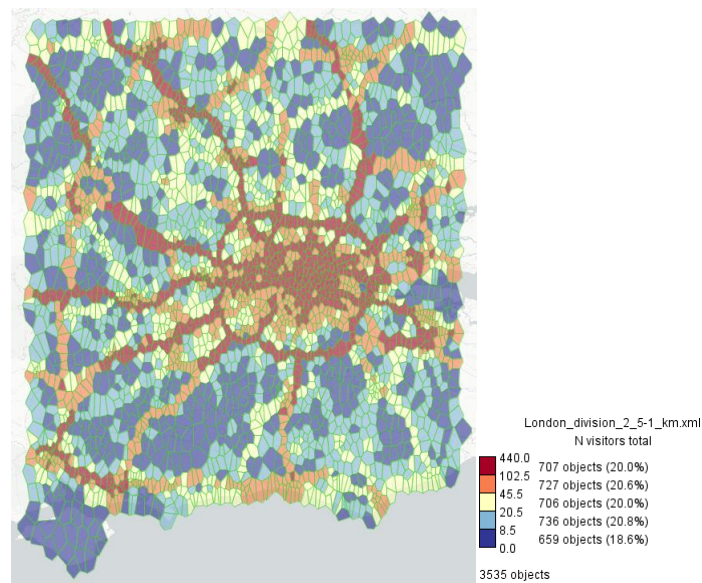 London_division_2_5-1_km.xml
N visitors total
440.0
102.5
45.5
20.5
8.5
0.0
707 objects (20.0%)
727 objects (20.6%)
706 objects (20.0%)
736 objects (20.8%)
659 objects (18.6%)
3535 objects